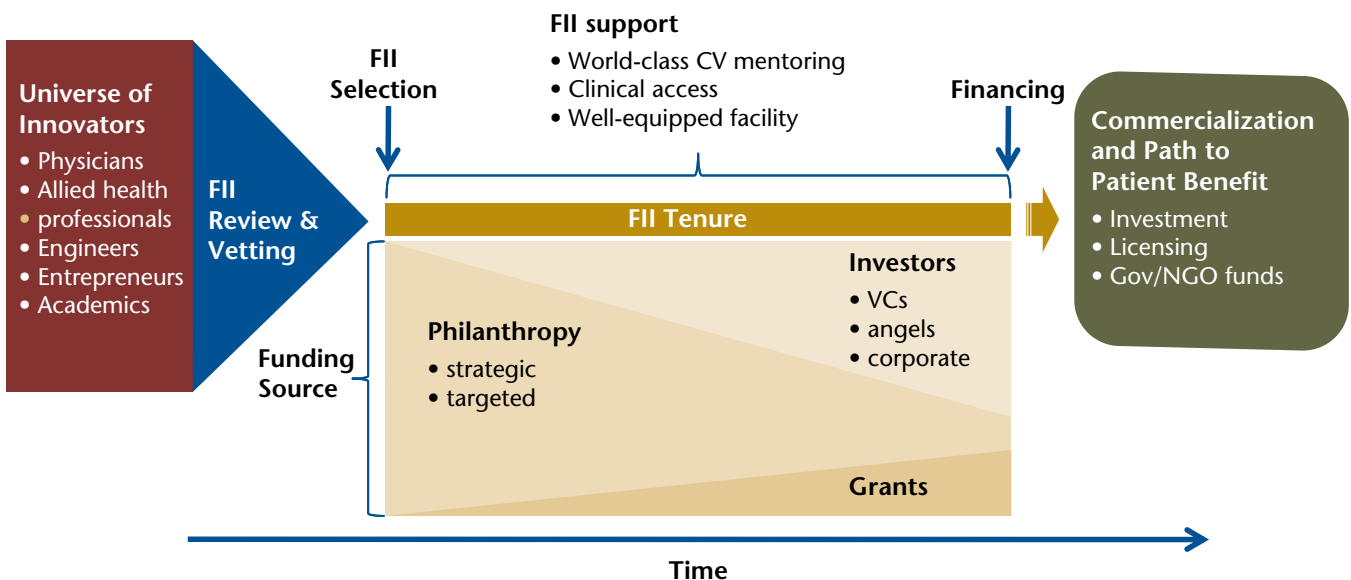 Universe of
Innovators
• Physicians
• Allied health
• professionals
• Engineers
• Entrepreneurs
• Academics
FII
Review &
Vetting
FII
Selection
FII support
• World-class CV mentoring
• Clinical access
• Well-equipped facility
Financing
FII Tenure
Funding
Source
Philanthropy
• strategic
• targeted
Investors
• VCs
• angels
• corporate
Grants
Commercialization
and Path to
Patient Benefit
• Investment
• Licensing
• Gov/NGO funds
Time